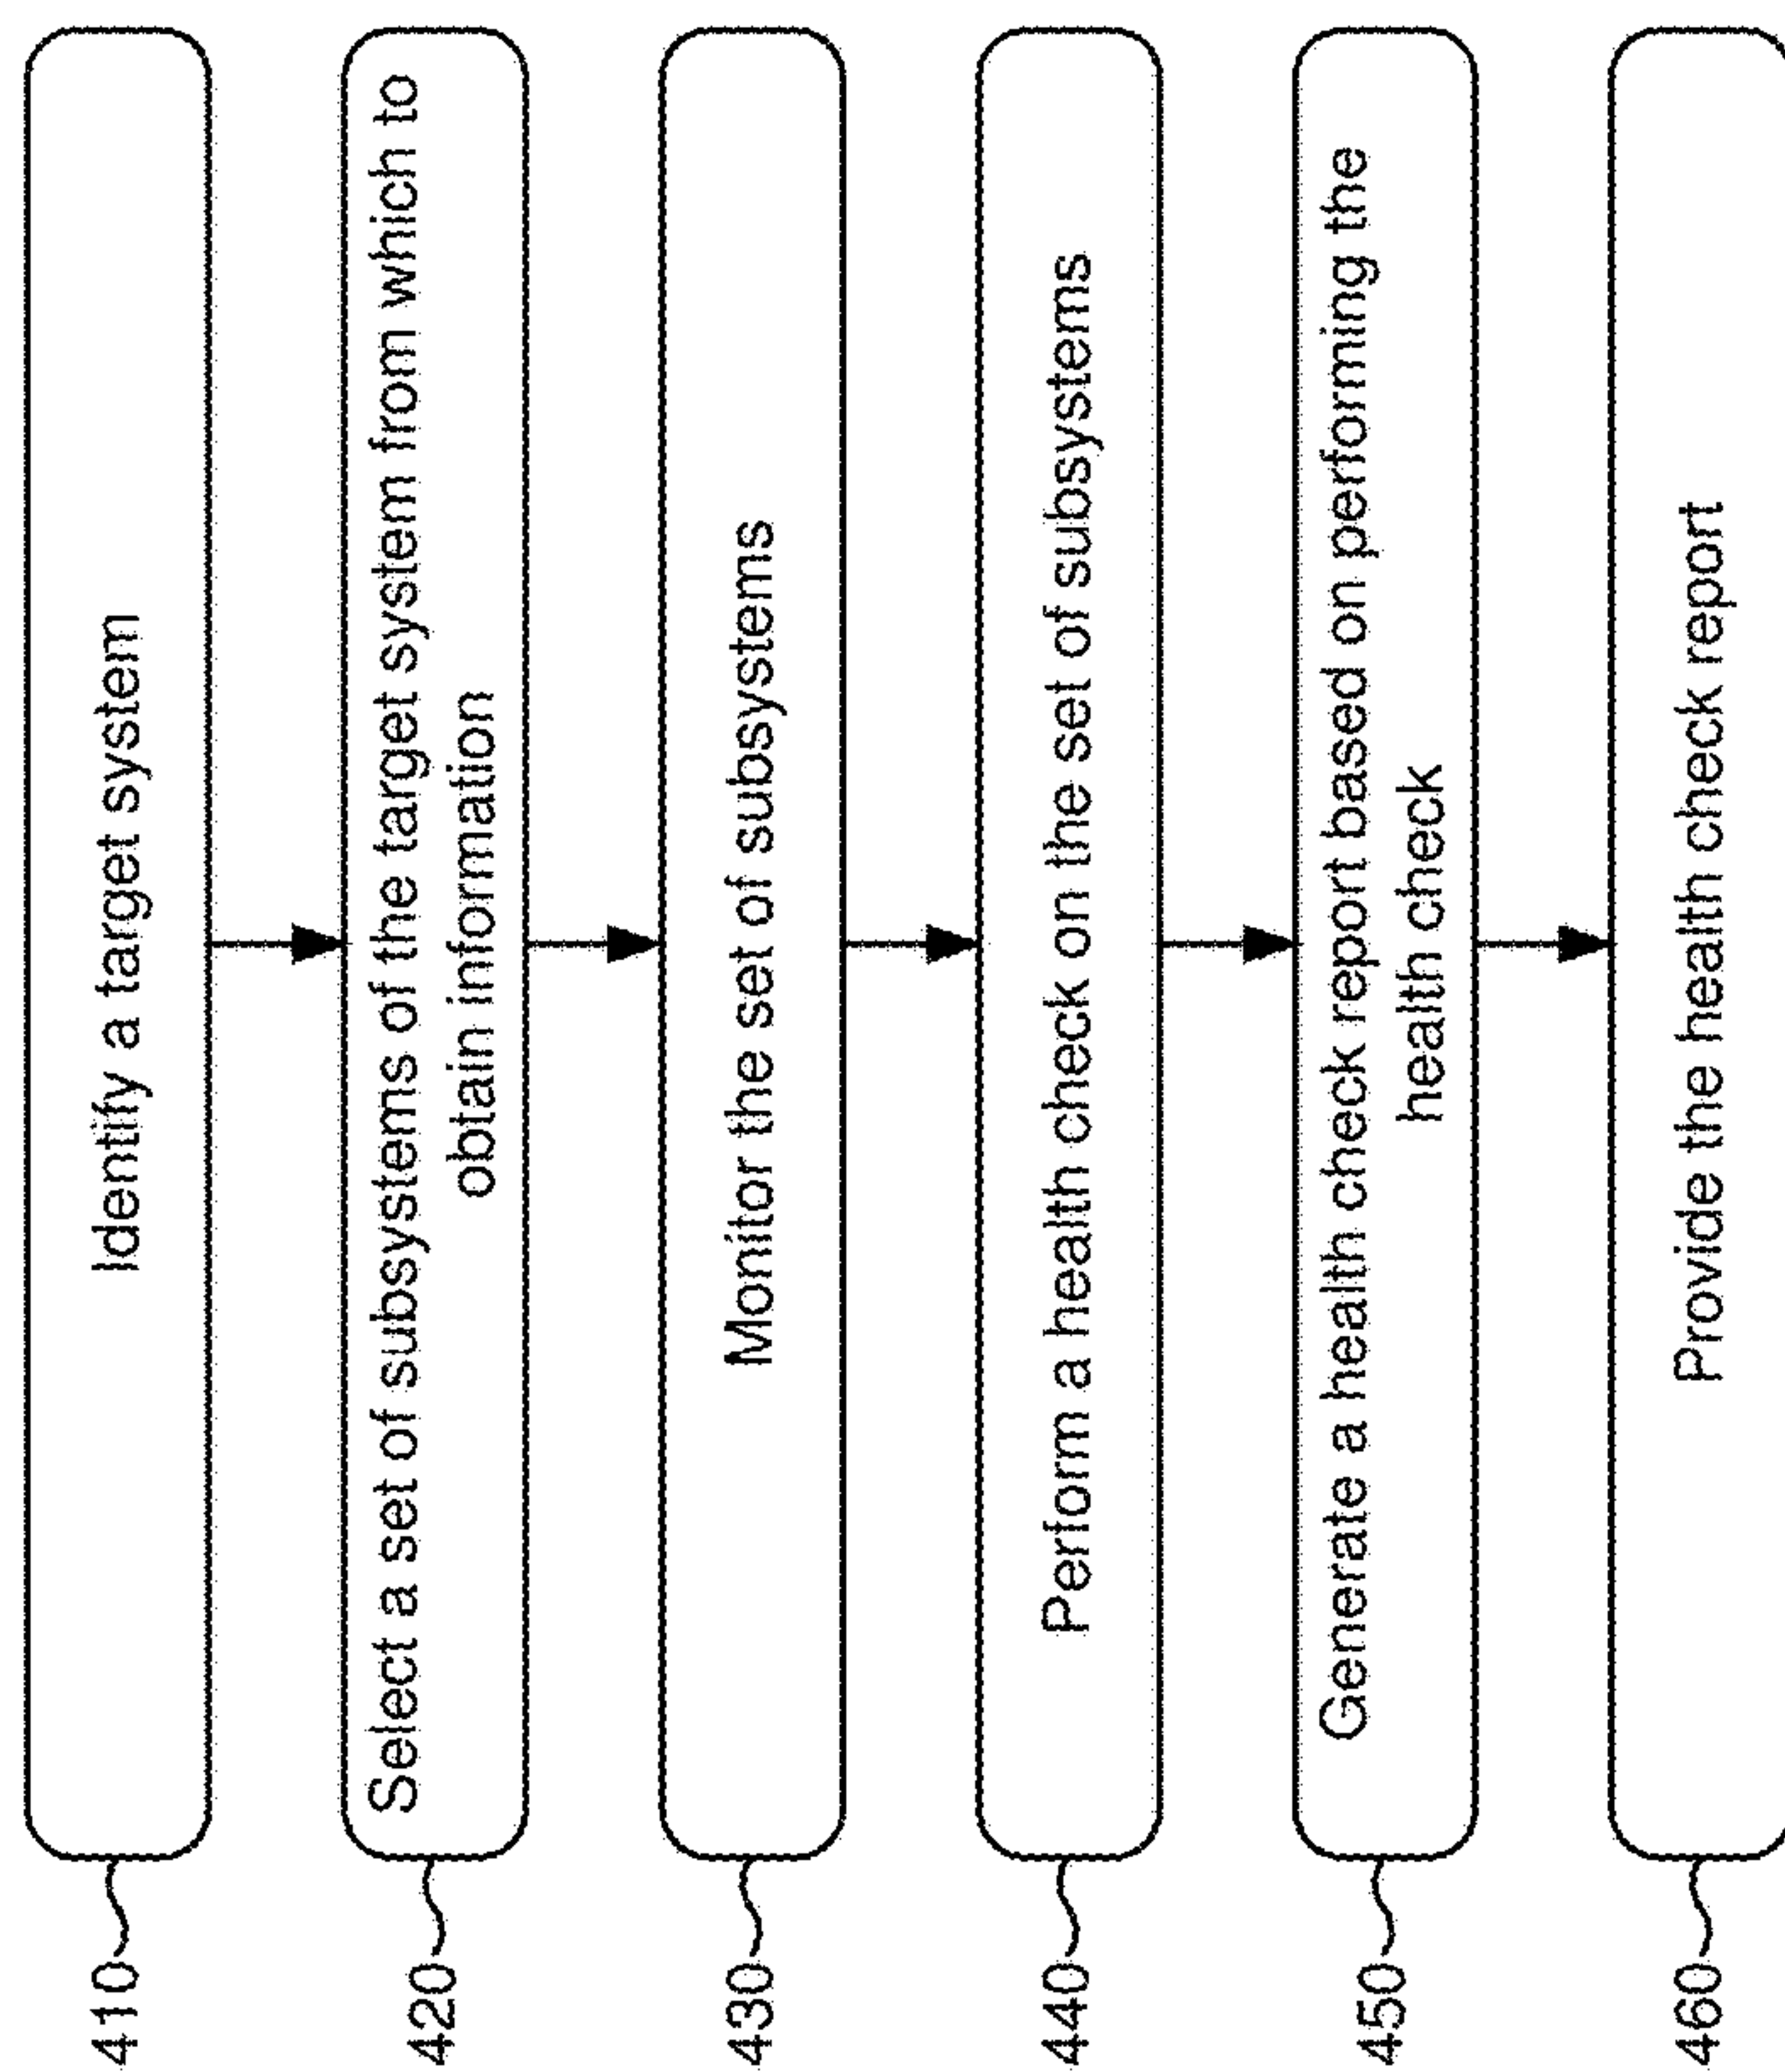 410
Identify a target system
420
Select a set of subsystems of the target system from which to
obtain information
430
Monitor the set of subsystems
440
Perform a health check on the set of subsystems
450
Generate a health check report based on performing the
health check
460
Provide the health check report